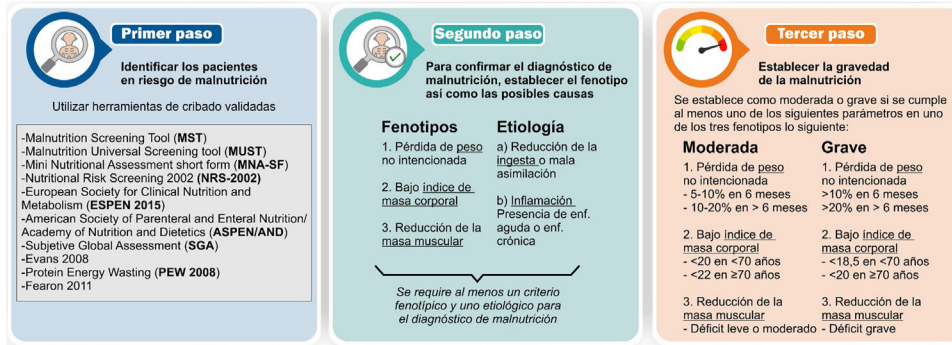 Primer paso
Identificar los pacientes
en riesgo de malnutrición
Utilizar herramientas de cribado validadas
-Malnutrition Screening Tool (MST)
-Malnutrition Universal Screening tool (MUST)
-Mini Nutritional Assessment short form (MNA-SF)
-Nutritional Risk Screening 2002 (NRS-2002)
-European Society for Clinical Nutrition and
Metabolism (ESPEN 2015)
-American Society of Parenteral and Enteral Nutrition/
Academy of Nutrition and Dietetics (ASPEN/AND)
-Subjetive Global Assessment (SGA)
-Evans 2008
-Protein Energy Wasting (PEW 2008)
-Fearon 2011
Segundo paso
Para confirmar el diagnóstico de
malnutrición, establecer el fenotipo
así como las posibles causas
Fenotipos
1. Pérdida de peso
no intencionada
2. Bajo índice de
masa corporal
3. Reducción de la
masa muscular
Etiología
a) Reducción de la
ingesta o mala
asimilación
b) Inflamación
Presencia de enf.
aguda o enf.
crónica
Se require al menos un criterio
fenotípico y uno etiológico para
el diagnóstico de malnutrición
Tercer paso
Establecer la gravedad
de la malnutrición
Se establece como moderada o grave si se cumple
al menos uno de los siguientes parámetros en uno
de los tres fenotipos lo siguiente:
Moderada
1. Pérdida de peso
no intencionada
- 5-10% en 6 meses
- 10-20% en > 6 meses
2. Bajo índice de
masa corporal
- <20 en <70 años
- <22 en ≥70 años
3. Reducción de la
masa muscular
- Déficit leve o moderado
Grave
1. Pérdida de peso
no intencionada
>10% en 6 meses
>20% en > 6 meses
2. Bajo índice de
masa corporal
- <18,5 en <70 años
- <20 en ≥70 años
3. Reducción de la
masa muscular
- Déficit grave